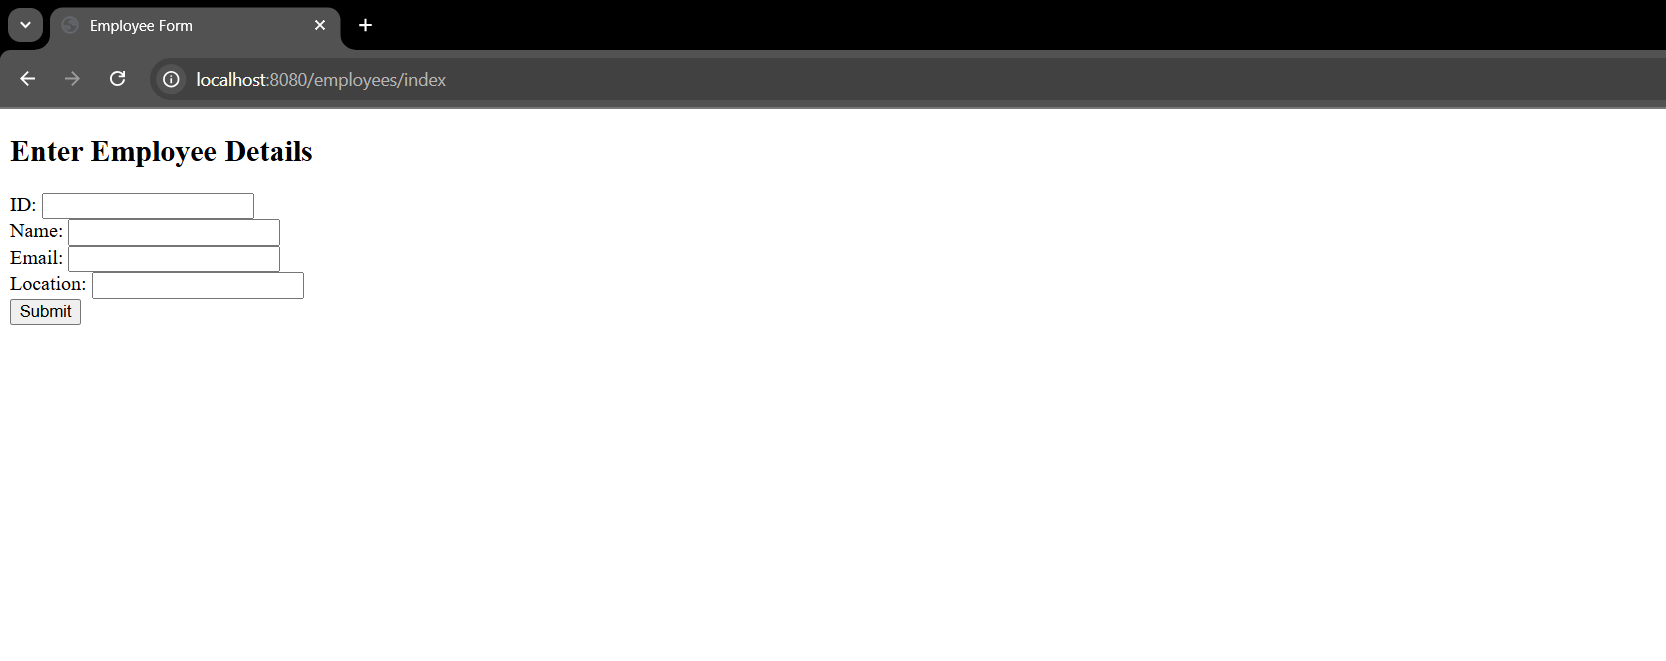 Employee Form
localhost:8080/employees/index
Enter Employee Details
ID:
Name:
Email:
Location:
Submit